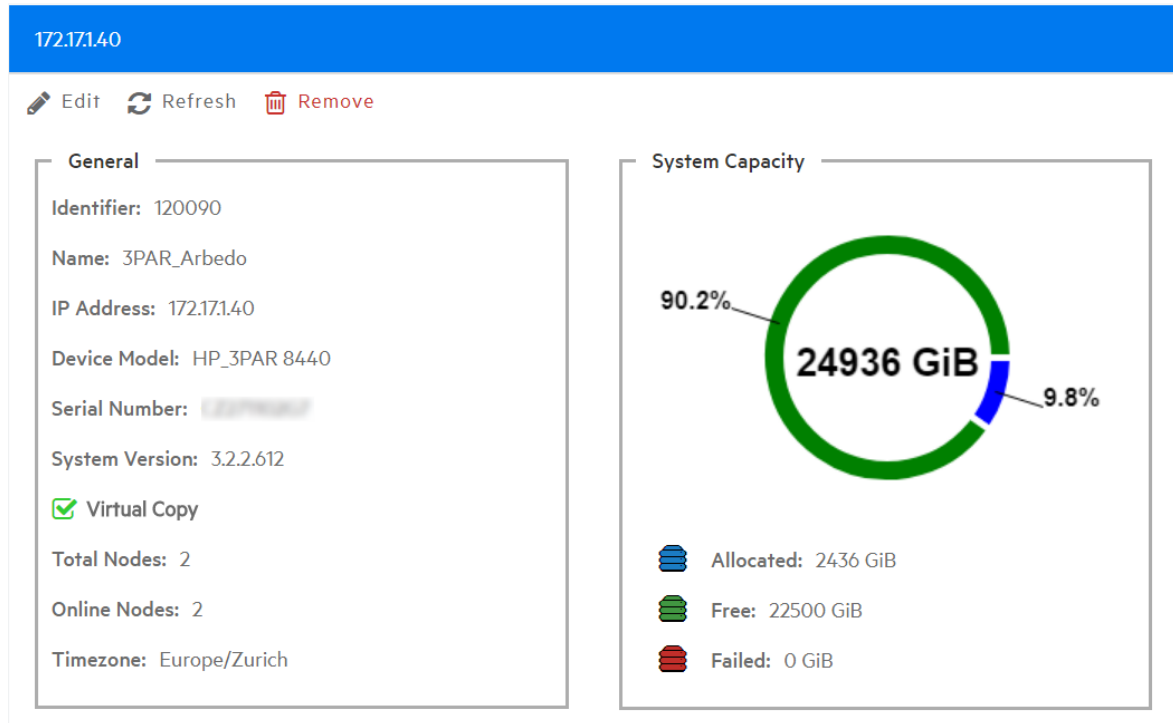 172.17.1.40
Edit Refresh Remove
General
Identifier: 120090
Name: 3PAR_Arbedo
IP Address: 172.17.1.40
Device Model: HP_3PAR 8440
Serial Number:
System Version: 3.2.2.612
Virtual Copy
Total Nodes: 2
Online Nodes: 2
Timezone: Europe/Zurich
System Capacity
90.2%
24936 GiB
9.8%
Allocated: 2436 GiB
Free: 22500 GiB
Failed: 0 GiB